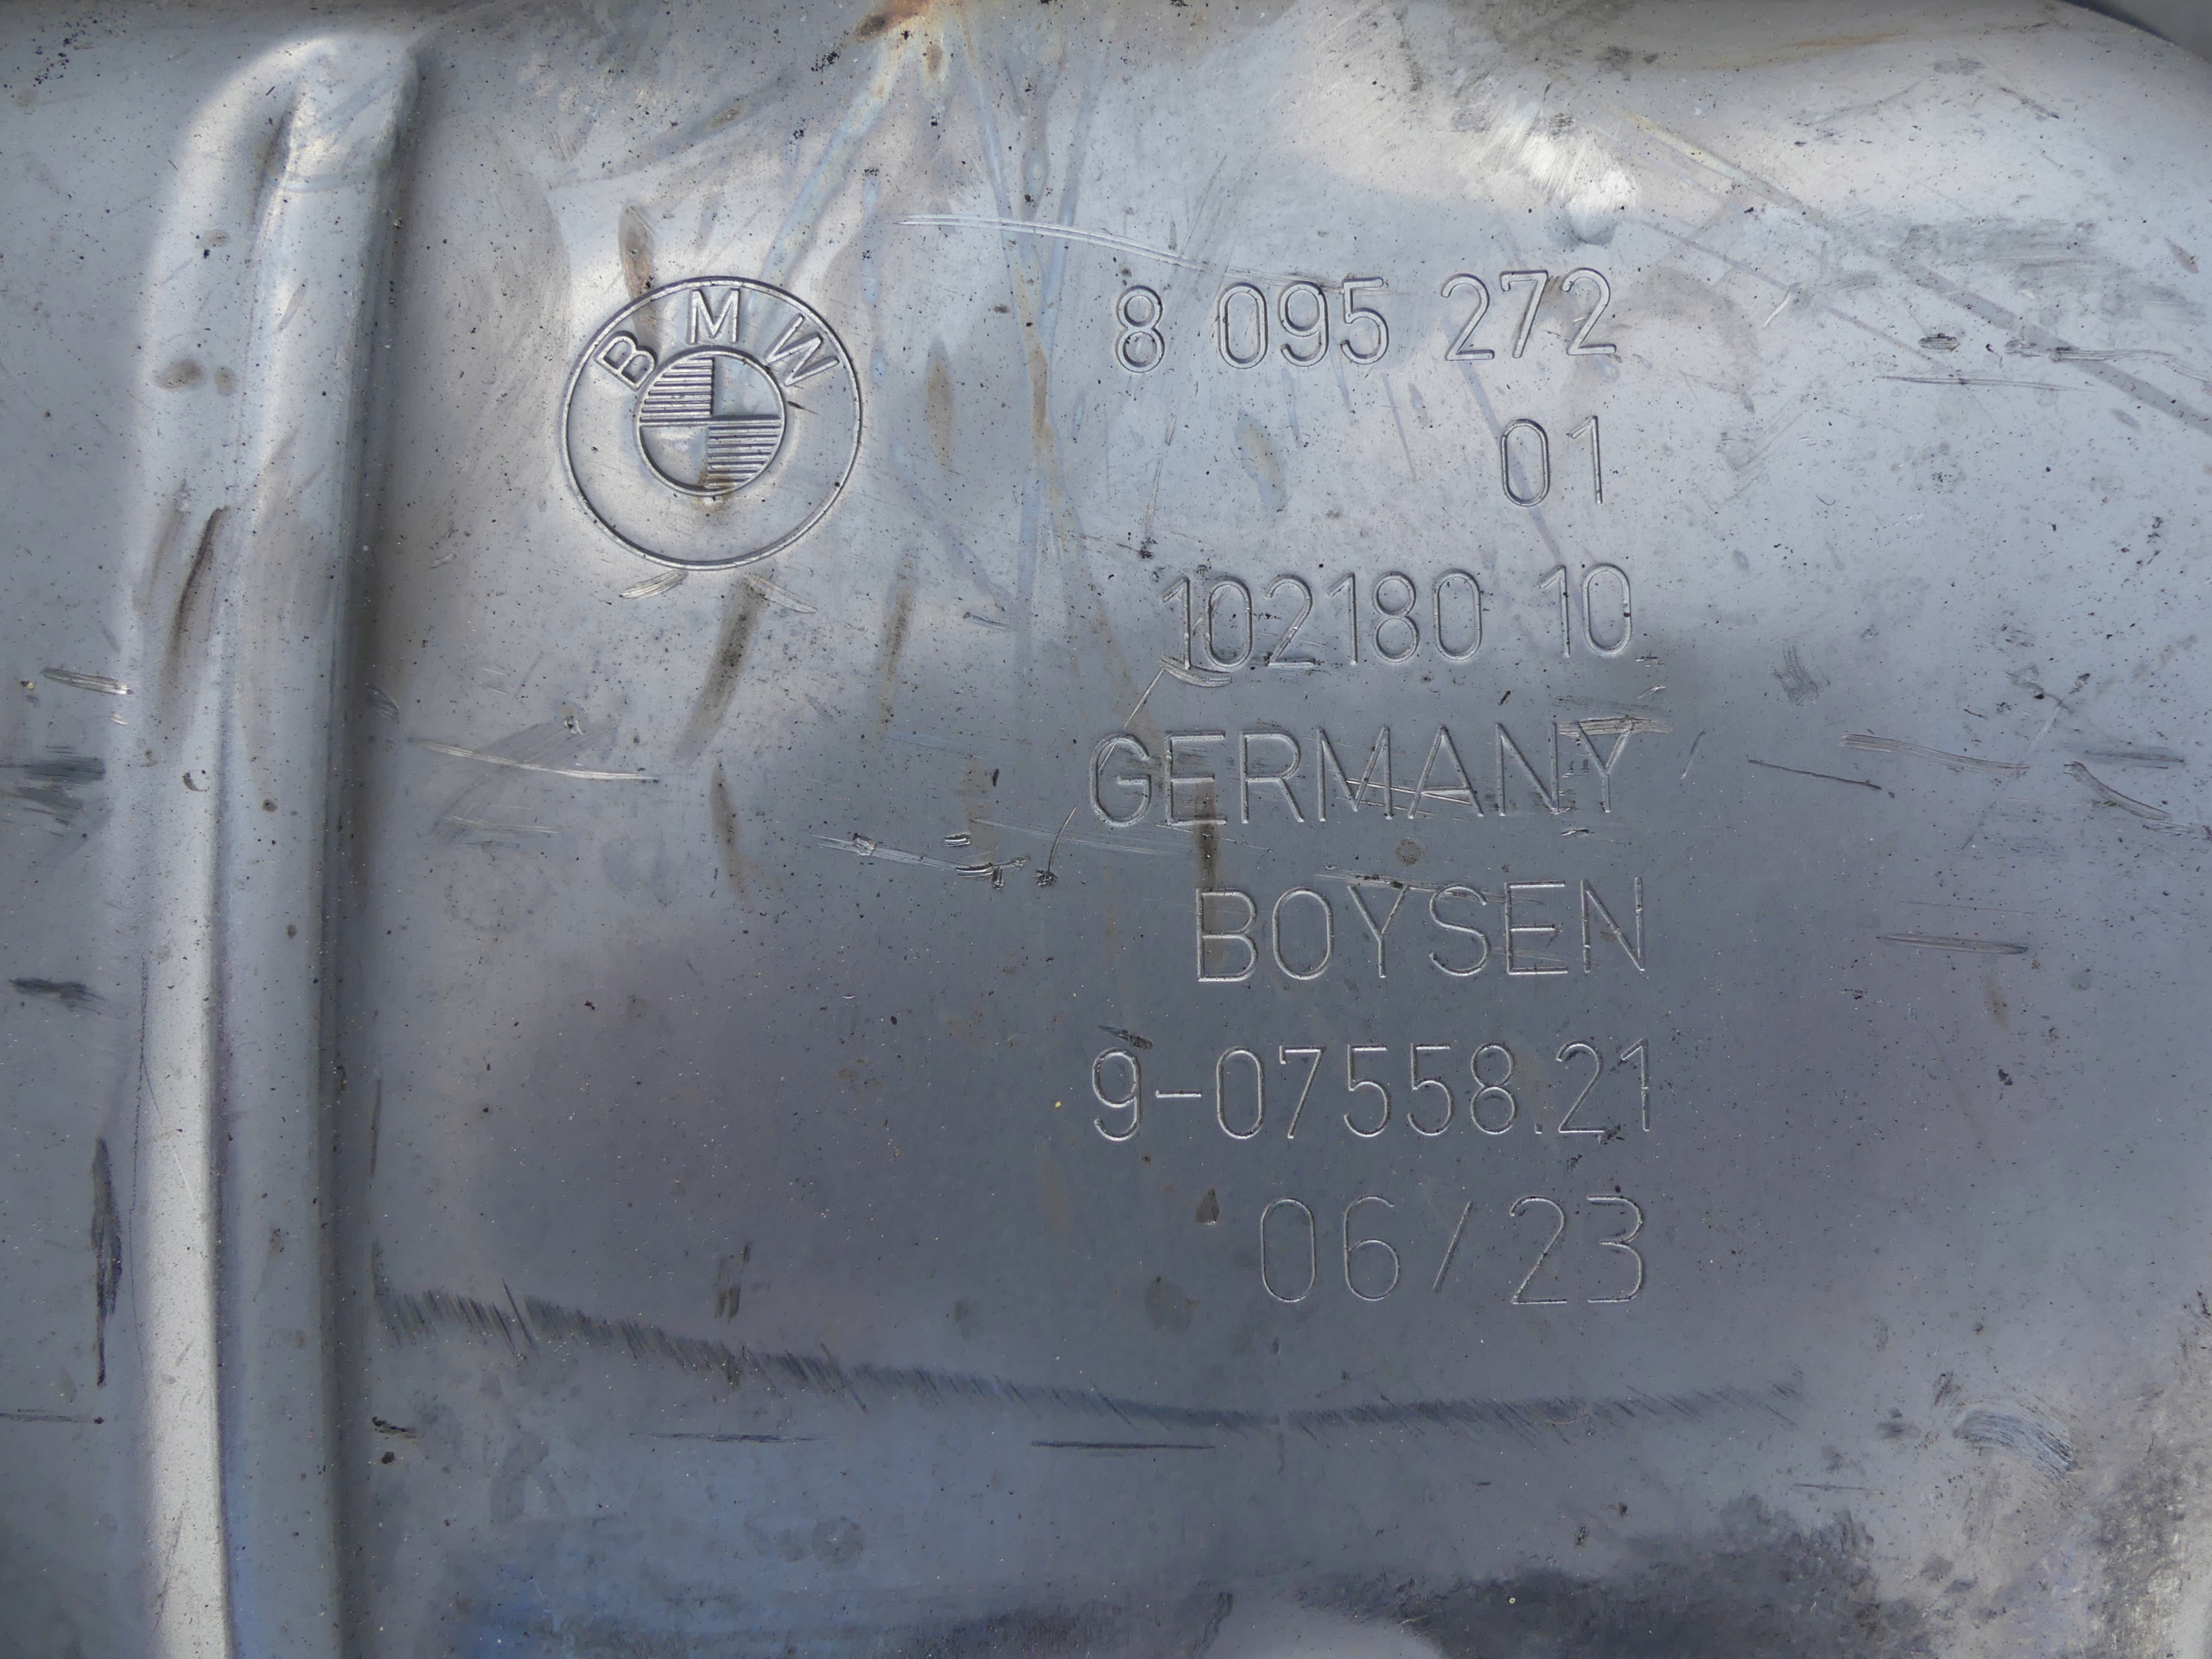 BMW
8 095 272
01
102180 10
GERMANY
BOYSEN
9-07558.21
06/23